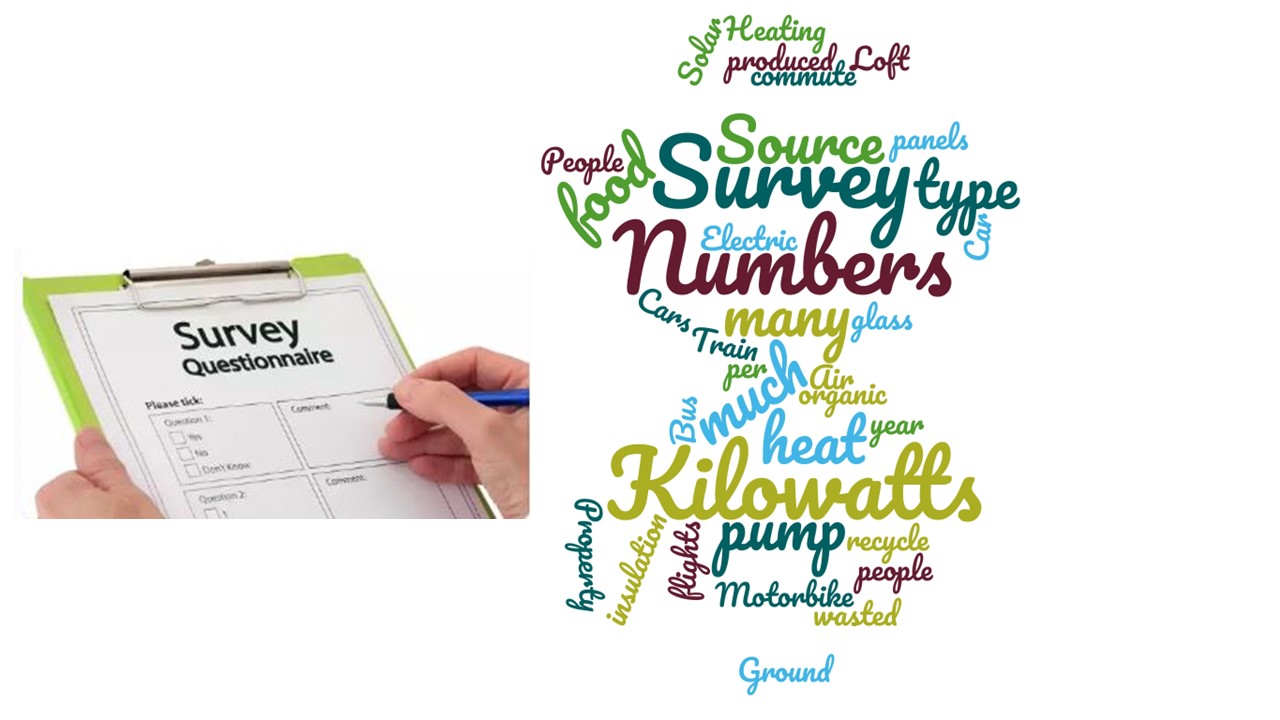 Survey
Questionnaire
Please tick:
Question 1:
Yes
No
Don't Know
Question 2:
Comment:
Comment:
Solar
Heating
produced
Loft
commute
Source
panels
People
food
Survey
type
Car
Electric
Numbers
Cars
many
glass
Train
per
much
Air
organic
Bus
heat
year
Kilowatts
Property
insulation
flights
pump
recycle
people
Motorbike
wasted
Ground